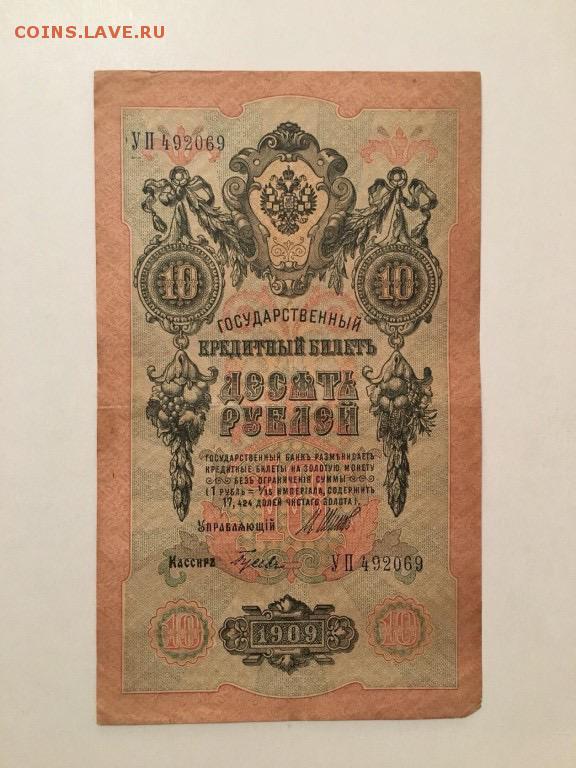 COINS.LAVE.RU
УП 492069
10 10
ГОСУДАРСТВЕННЫЙ
КРЕДИТНЫЙ БИЛЕТЪ
ДЕСЯТЬ
РУБЛЕЙ
ГОСУДАРСТВЕННЫЙ БАНКЪ РАЗМѢНИВАЕТЪ
КРЕДИТНЫЕ БИЛЕТЫ НА ЗОЛОТУЮ МОНЕТУ
БЕЗЪ ОГРАНИЧЕНІЯ СУММЫ
(1 РУБЛЬ = 1/15 ИМПЕРІАЛА, СОДЕРЖИТЪ
17,424 ДОЛЕЙ ЧИСТАГО ЗОЛОТА).
10
УПРАВЛЯЮЩІЙ
КАССИРЪ УП 492069
10 1909 10